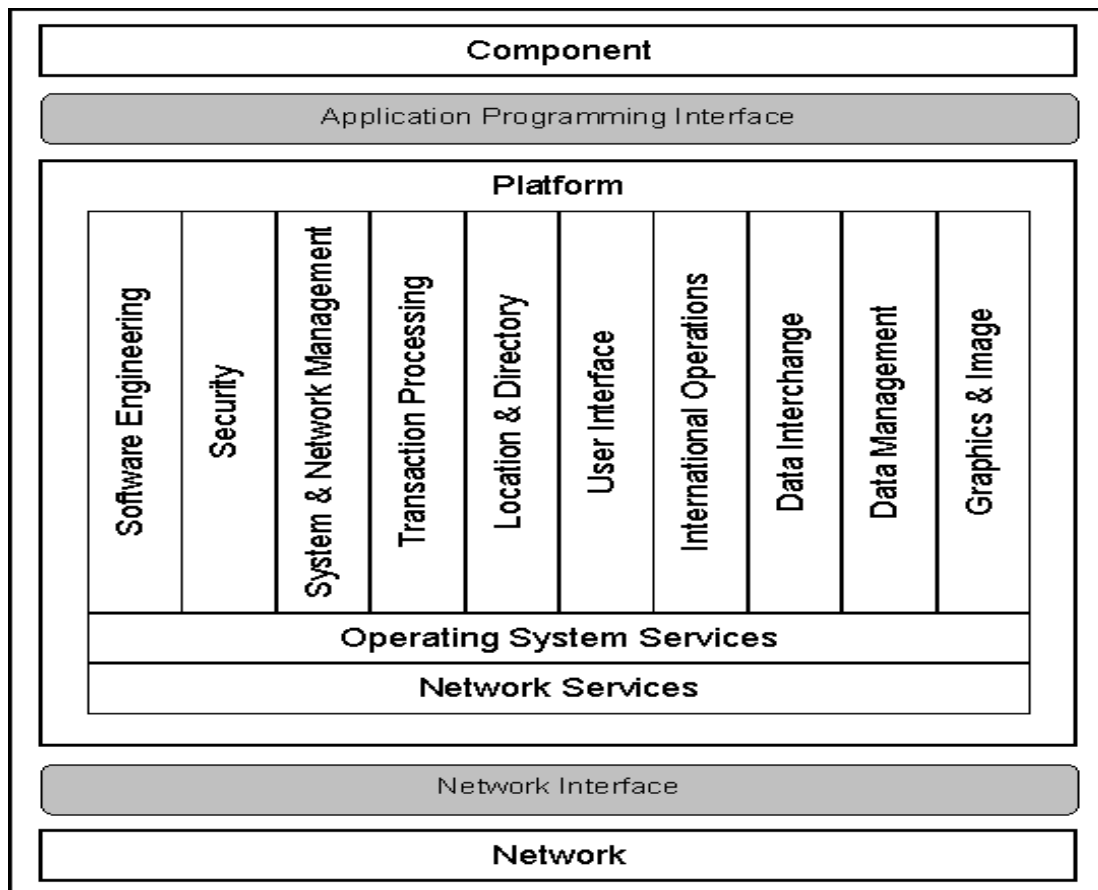 Component
Application Programming Interface
Platform
Software Engineering
Security
System & Network Management
Transaction Processing
Location & Directory
User Interface
International Operations
Data Interchange
Data Management
Graphics & Image
Operating System Services
Network Services
Network Interface
Network